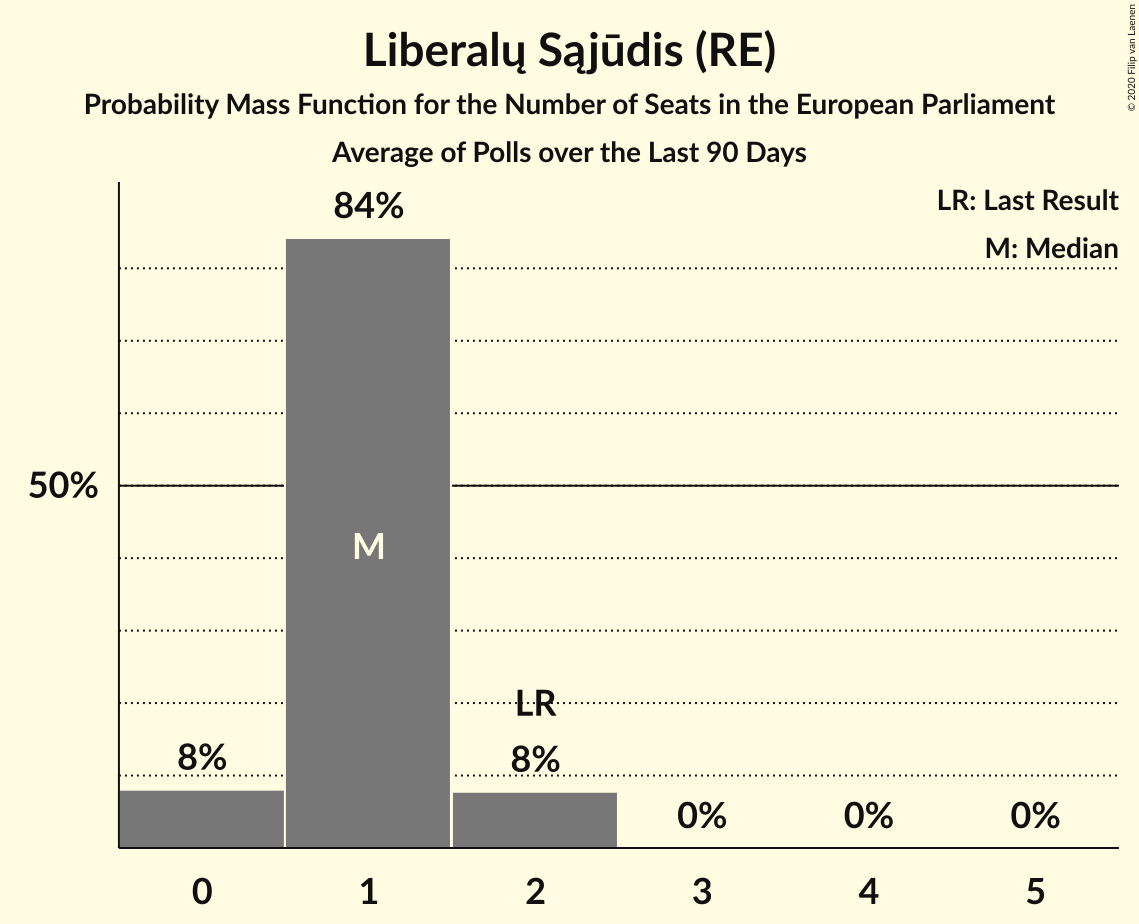 Liberalų Sąjūdis (RE)
Probability Mass Function for the Number of Seats in the European Parliament
Average of Polls over the Last 90 Days
© 2020 Filip van Laenen
LR: Last Result
M: Median
84%
50%
M
LR
8%
8%
0%
0%
0%
0
1
2
3
4
5